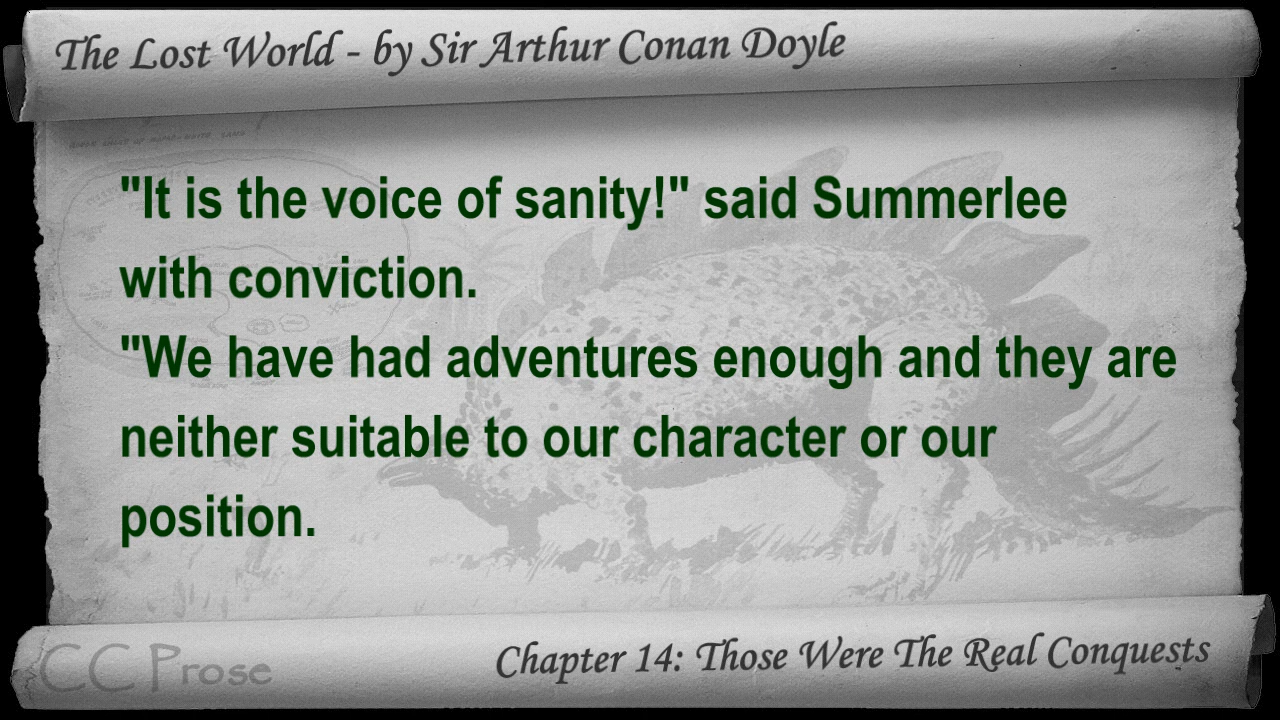 The Lost World - by Sir Arthur Conan Doyle
"It is the voice of sanity!" said Summerlee
with conviction.
"We have had adventures enough and they are
neither suitable to our character or our
position.
CC Prose
Chapter 14: Those Were The Real Conquests